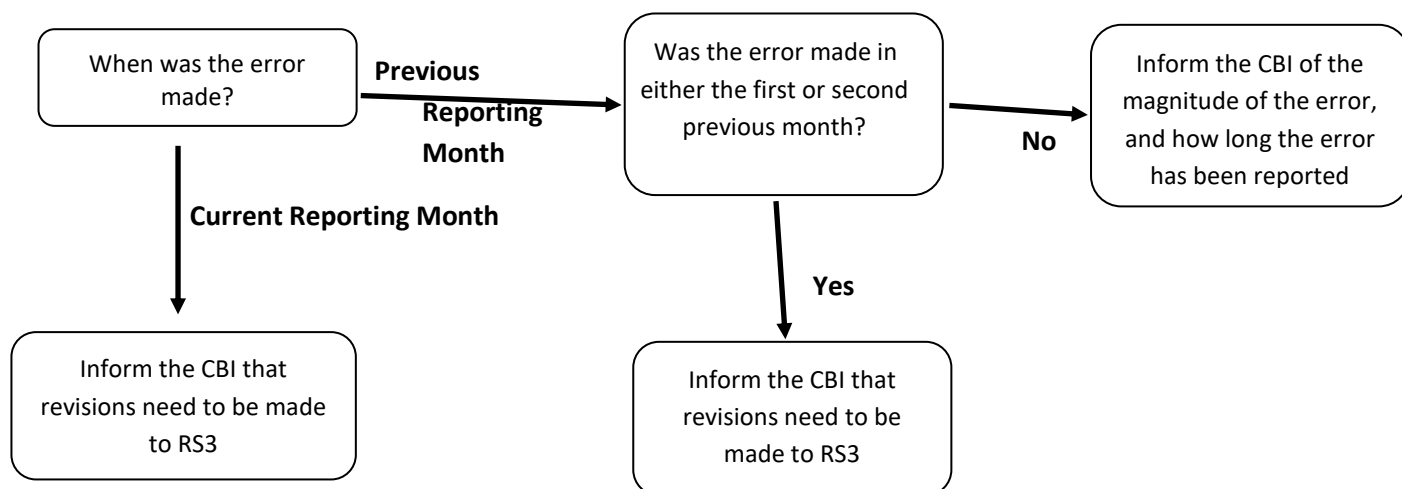 When was the error
made?
Previous
Reporting
Month
Was the error made in
either the first or second
previous month?
No
Inform the CBI of the
magnitude of the error,
and how long the error
has been reported
Current Reporting Month
Yes
Inform the CBI that
revisions need to be made
to RS3
Inform the CBI that
revisions need to be
made to RS3